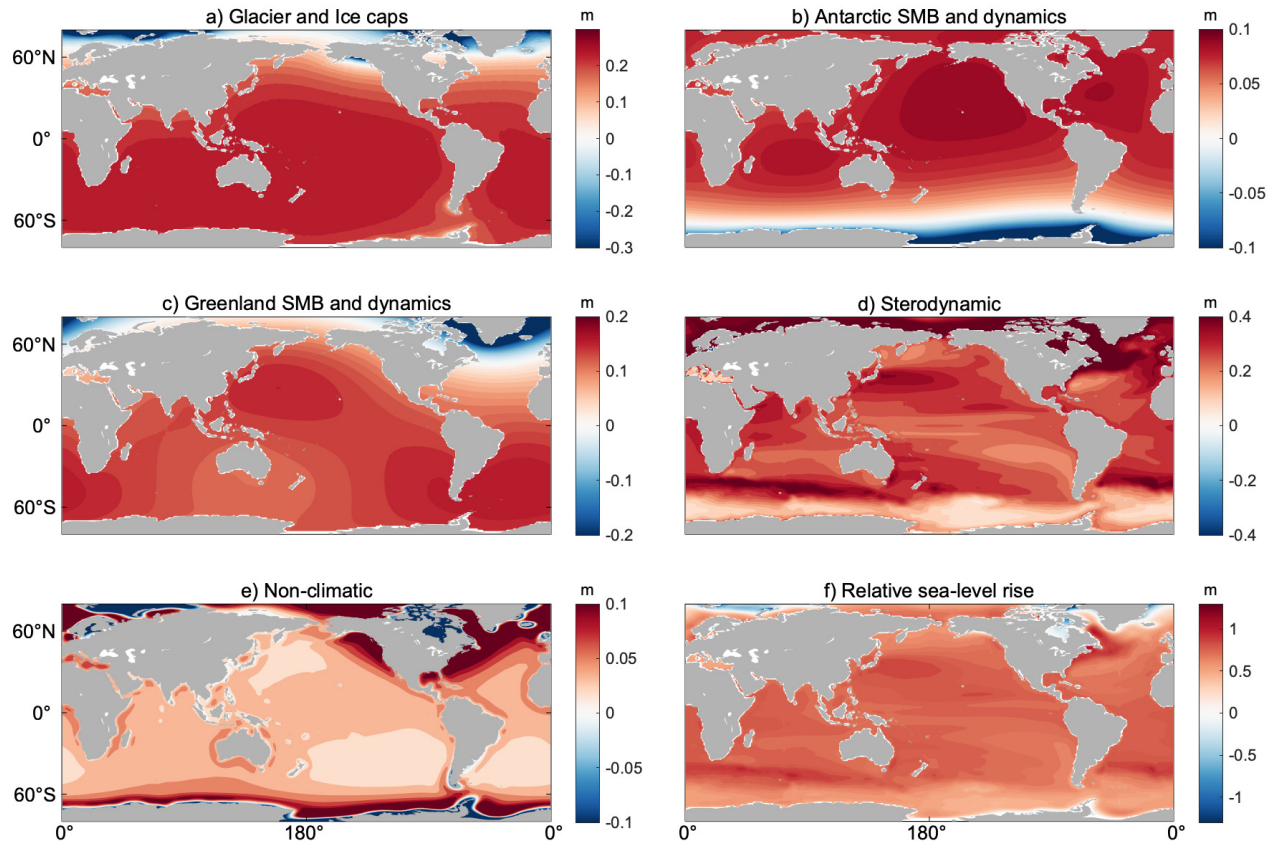 a) Glacier and Ice caps
m
60°N
0°
60°S
0.2
0.1
0
-0.1
-0.2
-0.3
b) Antarctic SMB and dynamics
m
0.1
0.05
0
-0.05
-0.1
c) Greenland SMB and dynamics
m
60°N
0°
60°S
0.2
0.1
0
-0.1
-0.2
d) Sterodynamic
m
0.4
0.2
0
-0.2
-0.4
e) Non-climatic
m
60°N
0°
60°S
0°
180°
0°
0.1
0.05
0
-0.05
-0.1
f) Relative sea-level rise
m
1
0.5
0
-0.5
-1
0°
180°
0°